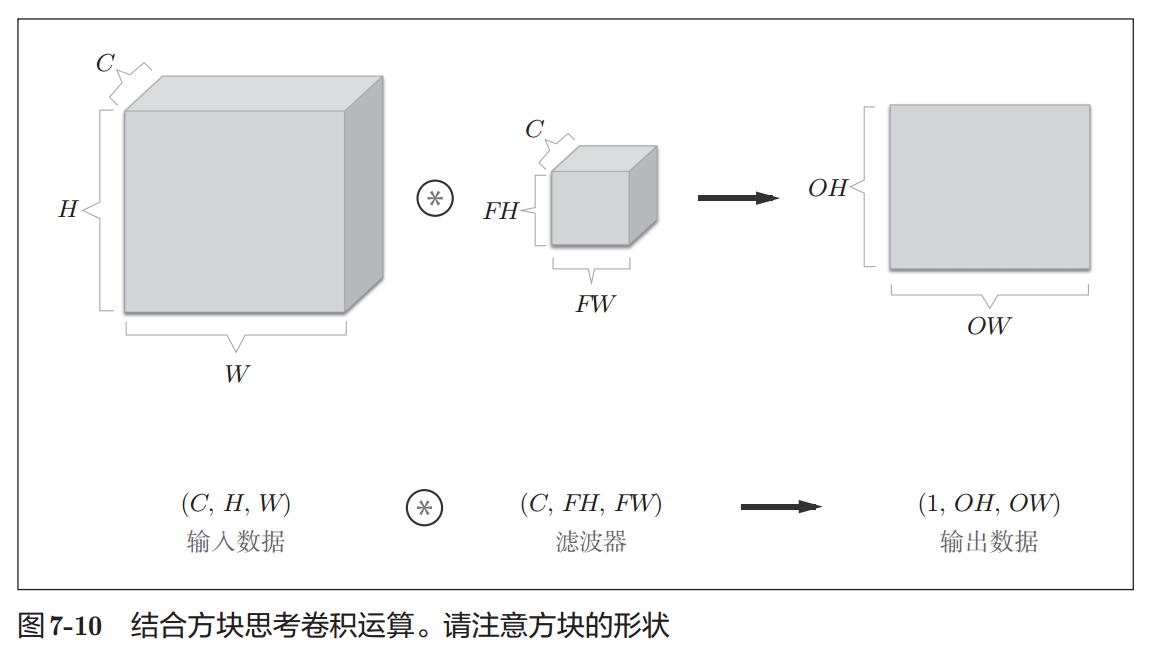 C
H
W
C
FH
FW
OH
OW
(C, H, W) ⊛ (C, FH, FW) → (1, OH, OW)
输入数据 滤波器 输出数据
图7-10 结合方块思考卷积运算。请注意方块的形状